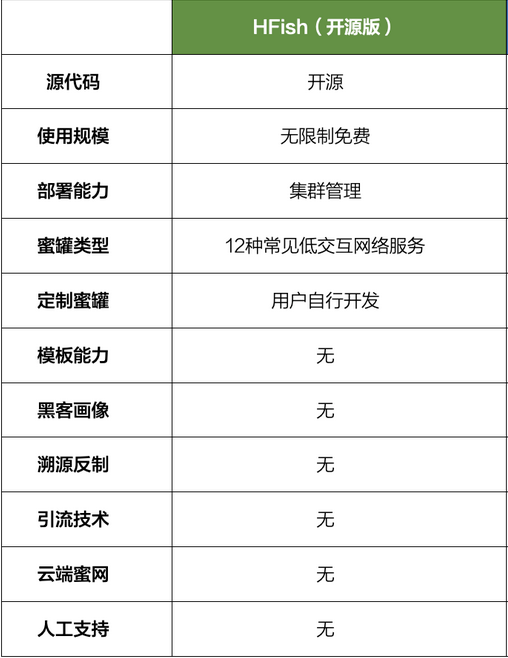 HFish（开源版）
源代码 开源
使用规模 无限制免费
部署能力 集群管理
蜜罐类型 12种常见低交互网络服务
定制蜜罐 用户自行开发
模板能力 无
黑客画像 无
溯源反制 无
引流技术 无
云端蜜网 无
人工支持 无